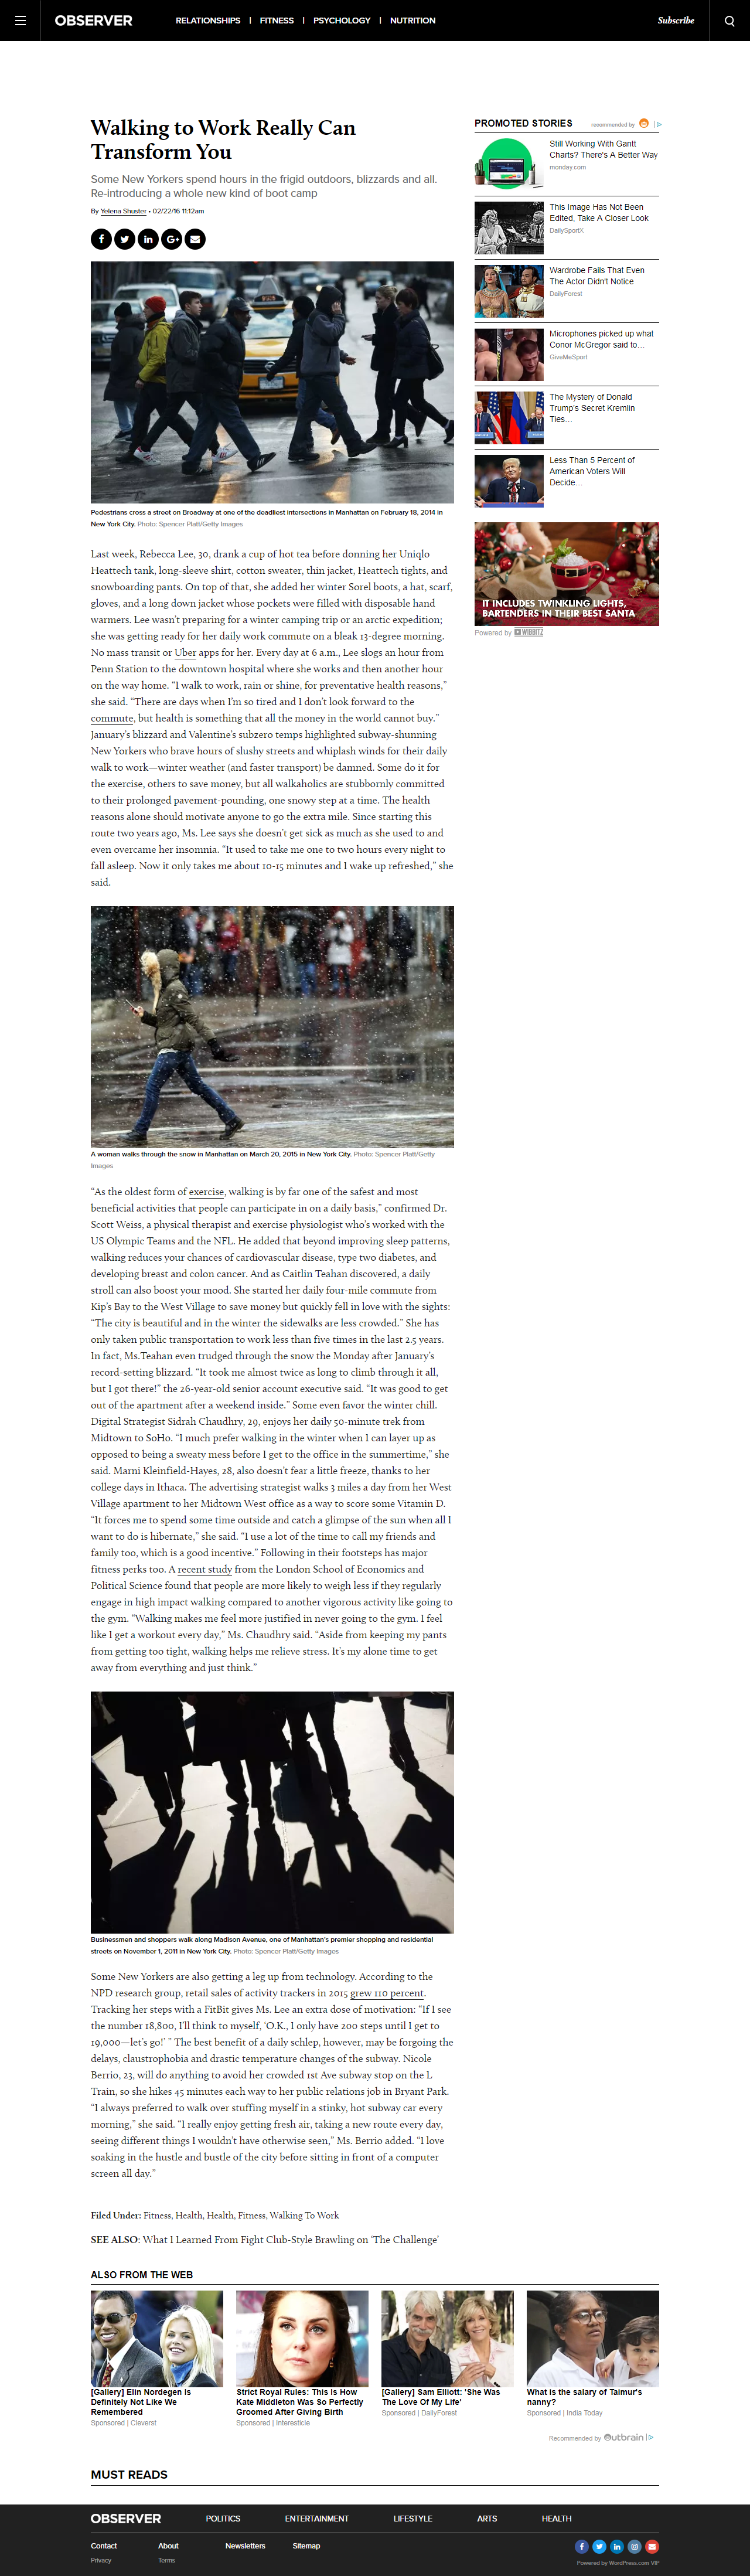 OBSERVER
RELATIONSHIPS | FITNESS | PSYCHOLOGY | NUTRITION
Subscribe
Walking to Work Really Can
Transform You
Some New Yorkers spend hours in the frigid outdoors, blizzards and all.
Re-introducing a whole new kind of boot camp
By Yelena Shuster • 02/22/16 11:12am
Pedestrians cross a street on Broadway at one of the deadliest intersections in Manhattan on February 18, 2014 in
New York City. Photo: Spencer Platt/Getty Images
Last week, Rebecca Lee, 30, drank a cup of hot tea before donning her Uniqlo
Heattech tank, long-sleeve shirt, cotton sweater, thin jacket, Heattech tights, and
snowboarding pants. On top of that, she added her winter Sorel boots, a hat, scarf,
gloves, and a long down jacket whose pockets were filled with disposable hand
warmers. Lee wasn't preparing for a winter camping trip or an arctic expedition;
she was getting ready for her daily work commute on a bleak 13-degree morning.
No mass transit or Uber apps for her. Every day at 6 a.m., Lee slogs an hour from
Penn Station to the downtown hospital where she works and then another hour
on the way home. “I walk to work, rain or shine, for preventative health reasons,”
she said. “There are days when I'm so tired and I don't look forward to the
commute, but health is something that all the money in the world cannot buy.”
January's blizzard and Valentine's subzero temps highlighted subway-shunning
New Yorkers who brave hours of slushy streets and whiplash winds for their daily
walk to work—winter weather (and faster transport) be damned. Some do it for
the exercise, others to save money, but all walkaholics are stubbornly committed
to their prolonged pavement-pounding, one snowy step at a time. The health
reasons alone should motivate anyone to go the extra mile. Since starting this
route two years ago, Ms. Lee says she doesn't get sick as much as she used to and
even overcame her insomnia. “It used to take me one to two hours every night to
fall asleep. Now it only takes me about 10-15 minutes and I wake up refreshed,” she
said.
A woman walks through the snow in Manhattan on March 20, 2015 in New York City. Photo: Spencer Platt/Getty
Images
“As the oldest form of exercise, walking is by far one of the safest and most
beneficial activities that people can participate in on a daily basis,” confirmed Dr.
Scott Weiss, a physical therapist and exercise physiologist who's worked with the
US Olympic Teams and the NFL. He added that beyond improving sleep patterns,
walking reduces your chances of cardiovascular disease, type two diabetes, and
developing breast and colon cancer. And as Caitlin Teahan discovered, a daily
stroll can also boost your mood. She started her daily four-mile commute from
Kip's Bay to the West Village to save money but quickly fell in love with the sights:
“The city is beautiful and in the winter the sidewalks are less crowded.” She has
only taken public transportation to work less than five times in the last 2.5 years.
In fact, Ms.Teahan even trudged through the snow the Monday after January's
record-setting blizzard. “It took me almost twice as long to climb through it all,
but I got there!” the 26-year-old senior account executive said. “It was good to get
out of the apartment after a weekend inside.” Some even favor the winter chill.
Digital Strategist Sidrah Chaudhry, 29, enjoys her daily 50-minute trek from
Midtown to SoHo. “I much prefer walking in the winter when I can layer up as
opposed to being a sweaty mess before I get to the office in the summertime,” she
said. Marni Kleinfield-Hayes, 28, also doesn't fear a little freeze, thanks to her
college days in Ithaca. The advertising strategist walks 3 miles a day from her West
Village apartment to her Midtown West office as a way to score some Vitamin D.
“It forces me to spend some time outside and catch a glimpse of the sun when all I
want to do is hibernate,” she said. “I use a lot of the time to call my friends and
family too, which is a good incentive.” Following in their footsteps has major
fitness perks too. A recent study from the London School of Economics and
Political Science found that people are more likely to weigh less if they regularly
engage in high impact walking compared to another vigorous activity like going to
the gym. “Walking makes me feel more justified in never going to the gym. I feel
like I get a workout every day,” Ms. Chaudhry said. “Aside from keeping my pants
from getting too tight, walking helps me relieve stress. It's my alone time to get
away from everything and just think.”
Businessmen and shoppers walk along Madison Avenue, one of Manhattan's premier shopping and residential
streets on November 1, 2011 in New York City. Photo: Spencer Platt/Getty Images
Some New Yorkers are also getting a leg up from technology. According to the
NPD research group, retail sales of activity trackers in 2015 grew 110 percent.
Tracking her steps with a FitBit gives Ms. Lee an extra dose of motivation: “If I see
the number 18,800, I'll think to myself, ‘O.K., I only have 200 steps until I get to
19,000—let's go!’ ” The best benefit of a daily schlep, however, may be forgoing the
delays, claustrophobia and drastic temperature changes of the subway. Nicole
Berrio, 23, will do anything to avoid her crowded 1st Ave subway stop on the L
Train, so she hikes 45 minutes each way to her public relations job in Bryant Park.
“I always preferred to walk over stuffing myself in a stinky, hot subway car every
morning,” she said. “I really enjoy getting fresh air, taking a new route every day,
seeing different things I wouldn't have otherwise seen,” Ms. Berrio added. “I love
soaking in the hustle and bustle of the city before sitting in front of a computer
screen all day.”
Filed Under: Fitness, Health, Health, Fitness, Walking To Work
SEE ALSO: What I Learned From Fight Club-Style Brawling on ‘The Challenge’
PROMOTED STORIES
recommended by
Still Working With Gantt
Charts? There's A Better Way
monday.com
This Image Has Not Been
Edited, Take A Closer Look
DailySportX
Wardrobe Fails That Even
The Actor Didn't Notice
DailyForest
Microphones picked up what
Conor McGregor said to…
GiveMeSport
The Mystery of Donald
Trump's Secret Kremlin
Ties…
Less Than 5 Percent of
American Voters Will
Decide…
IT INCLUDES TWINKLING LIGHTS,
BARTENDERS IN THEIR BEST SANTA
Powered by WIBBITZ
ALSO FROM THE WEB
[Gallery] Elin Nordegen Is
Definitely Not Like We
Remembered
Sponsored | Cleverst
Strict Royal Rules: This Is How
Kate Middleton Was So Perfectly
Groomed After Giving Birth
Sponsored | Interesticle
[Gallery] Sam Elliott: 'She Was
The Love Of My Life'
Sponsored | DailyForest
What is the salary of Taimur's
nanny?
Sponsored | India Today
Recommended by Outbrain
MUST READS
OBSERVER
POLITICS ENTERTAINMENT LIFESTYLE ARTS HEALTH
Contact About Newsletters Sitemap
Privacy Terms
Powered by WordPress.com VIP